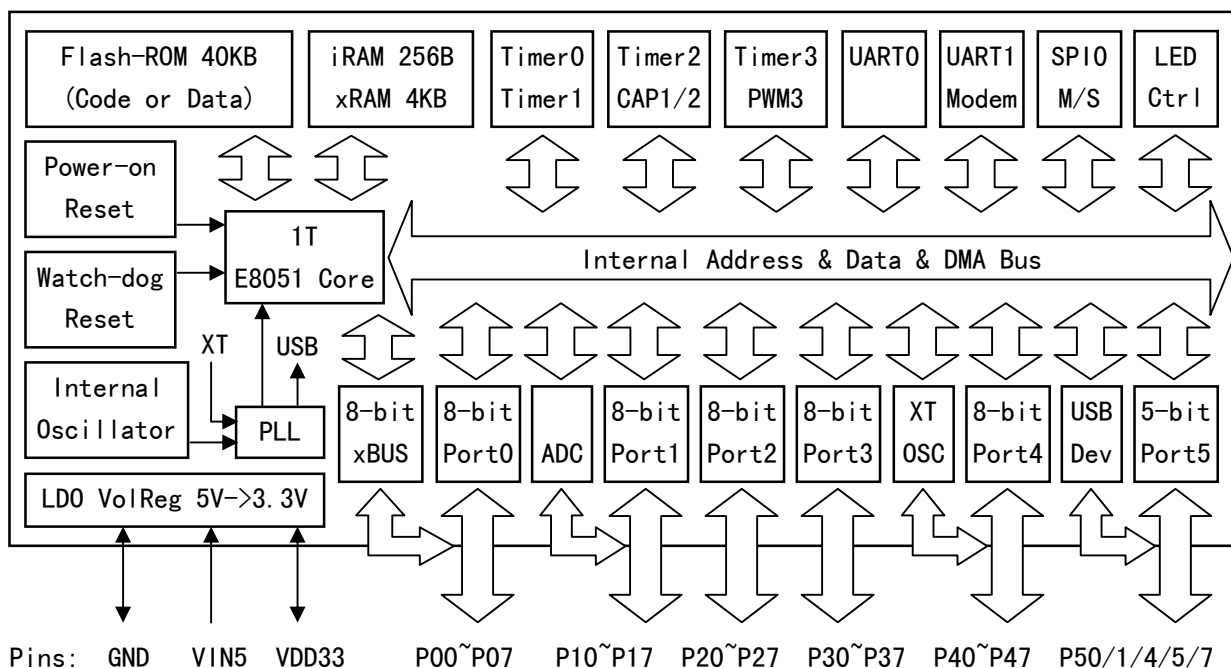 Flash-ROM 40KB
(Code or Data)
iRAM 256B
xRAM 4KB
Timer0
Timer1
Timer2
CAP1/2
Timer3
PWM3
UART0
UART1
Modem
SPI0
M/S
LED
Ctrl
Power-on
Reset
1T
E8051 Core
Internal Address & Data & DMA Bus
Watch-dog
Reset
XT
USB
Internal
Oscillator
PLL
8-bit
xBUS
8-bit
Port0
ADC
8-bit
Port1
8-bit
Port2
8-bit
Port3
XT
OSC
8-bit
Port4
USB
Dev
5-bit
Port5
LDO VolReg 5V->3.3V
Pins: GND VIN5 VDD33 P00~P07 P10~P17 P20~P27 P30~P37 P40~P47 P50/1/4/5/7